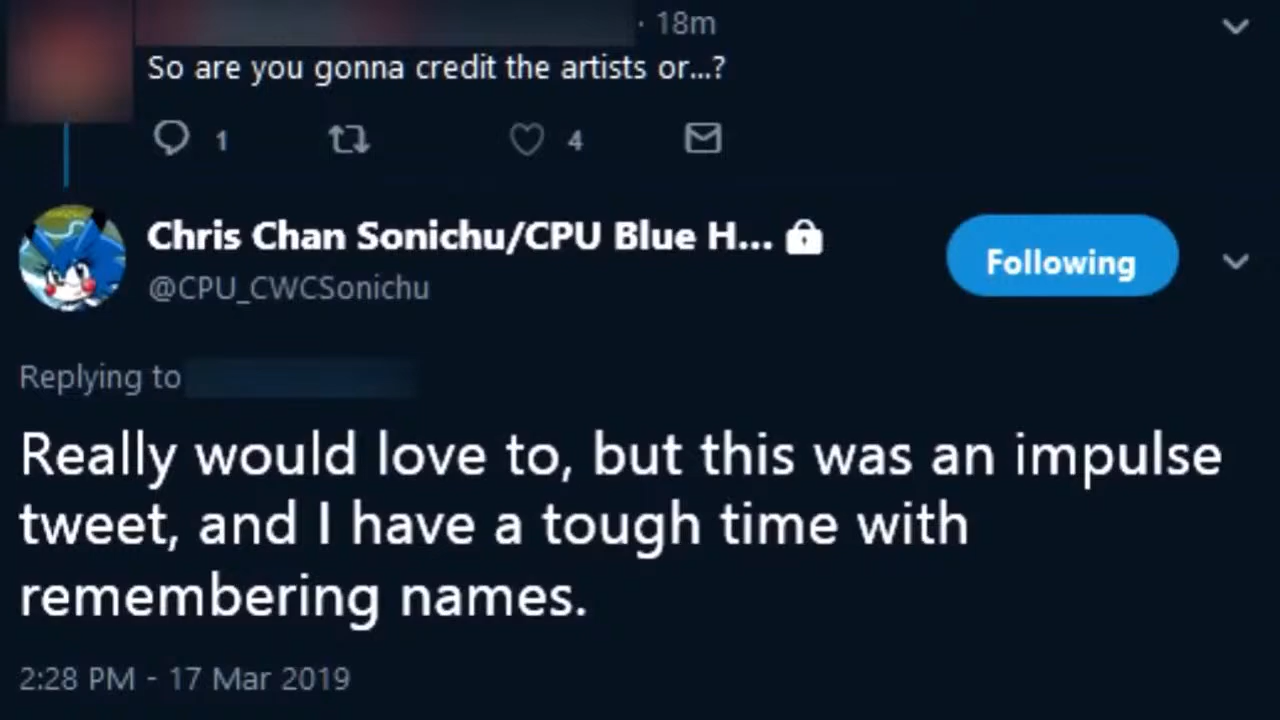 · 18m
So are you gonna credit the artists or...?
1 4
Chris Chan Sonichu/CPU Blue H...
Following
@CPU_CWCSonichu
Replying to
Really would love to, but this was an impulse
tweet, and I have a tough time with
remembering names.
2:28 PM - 17 Mar 2019